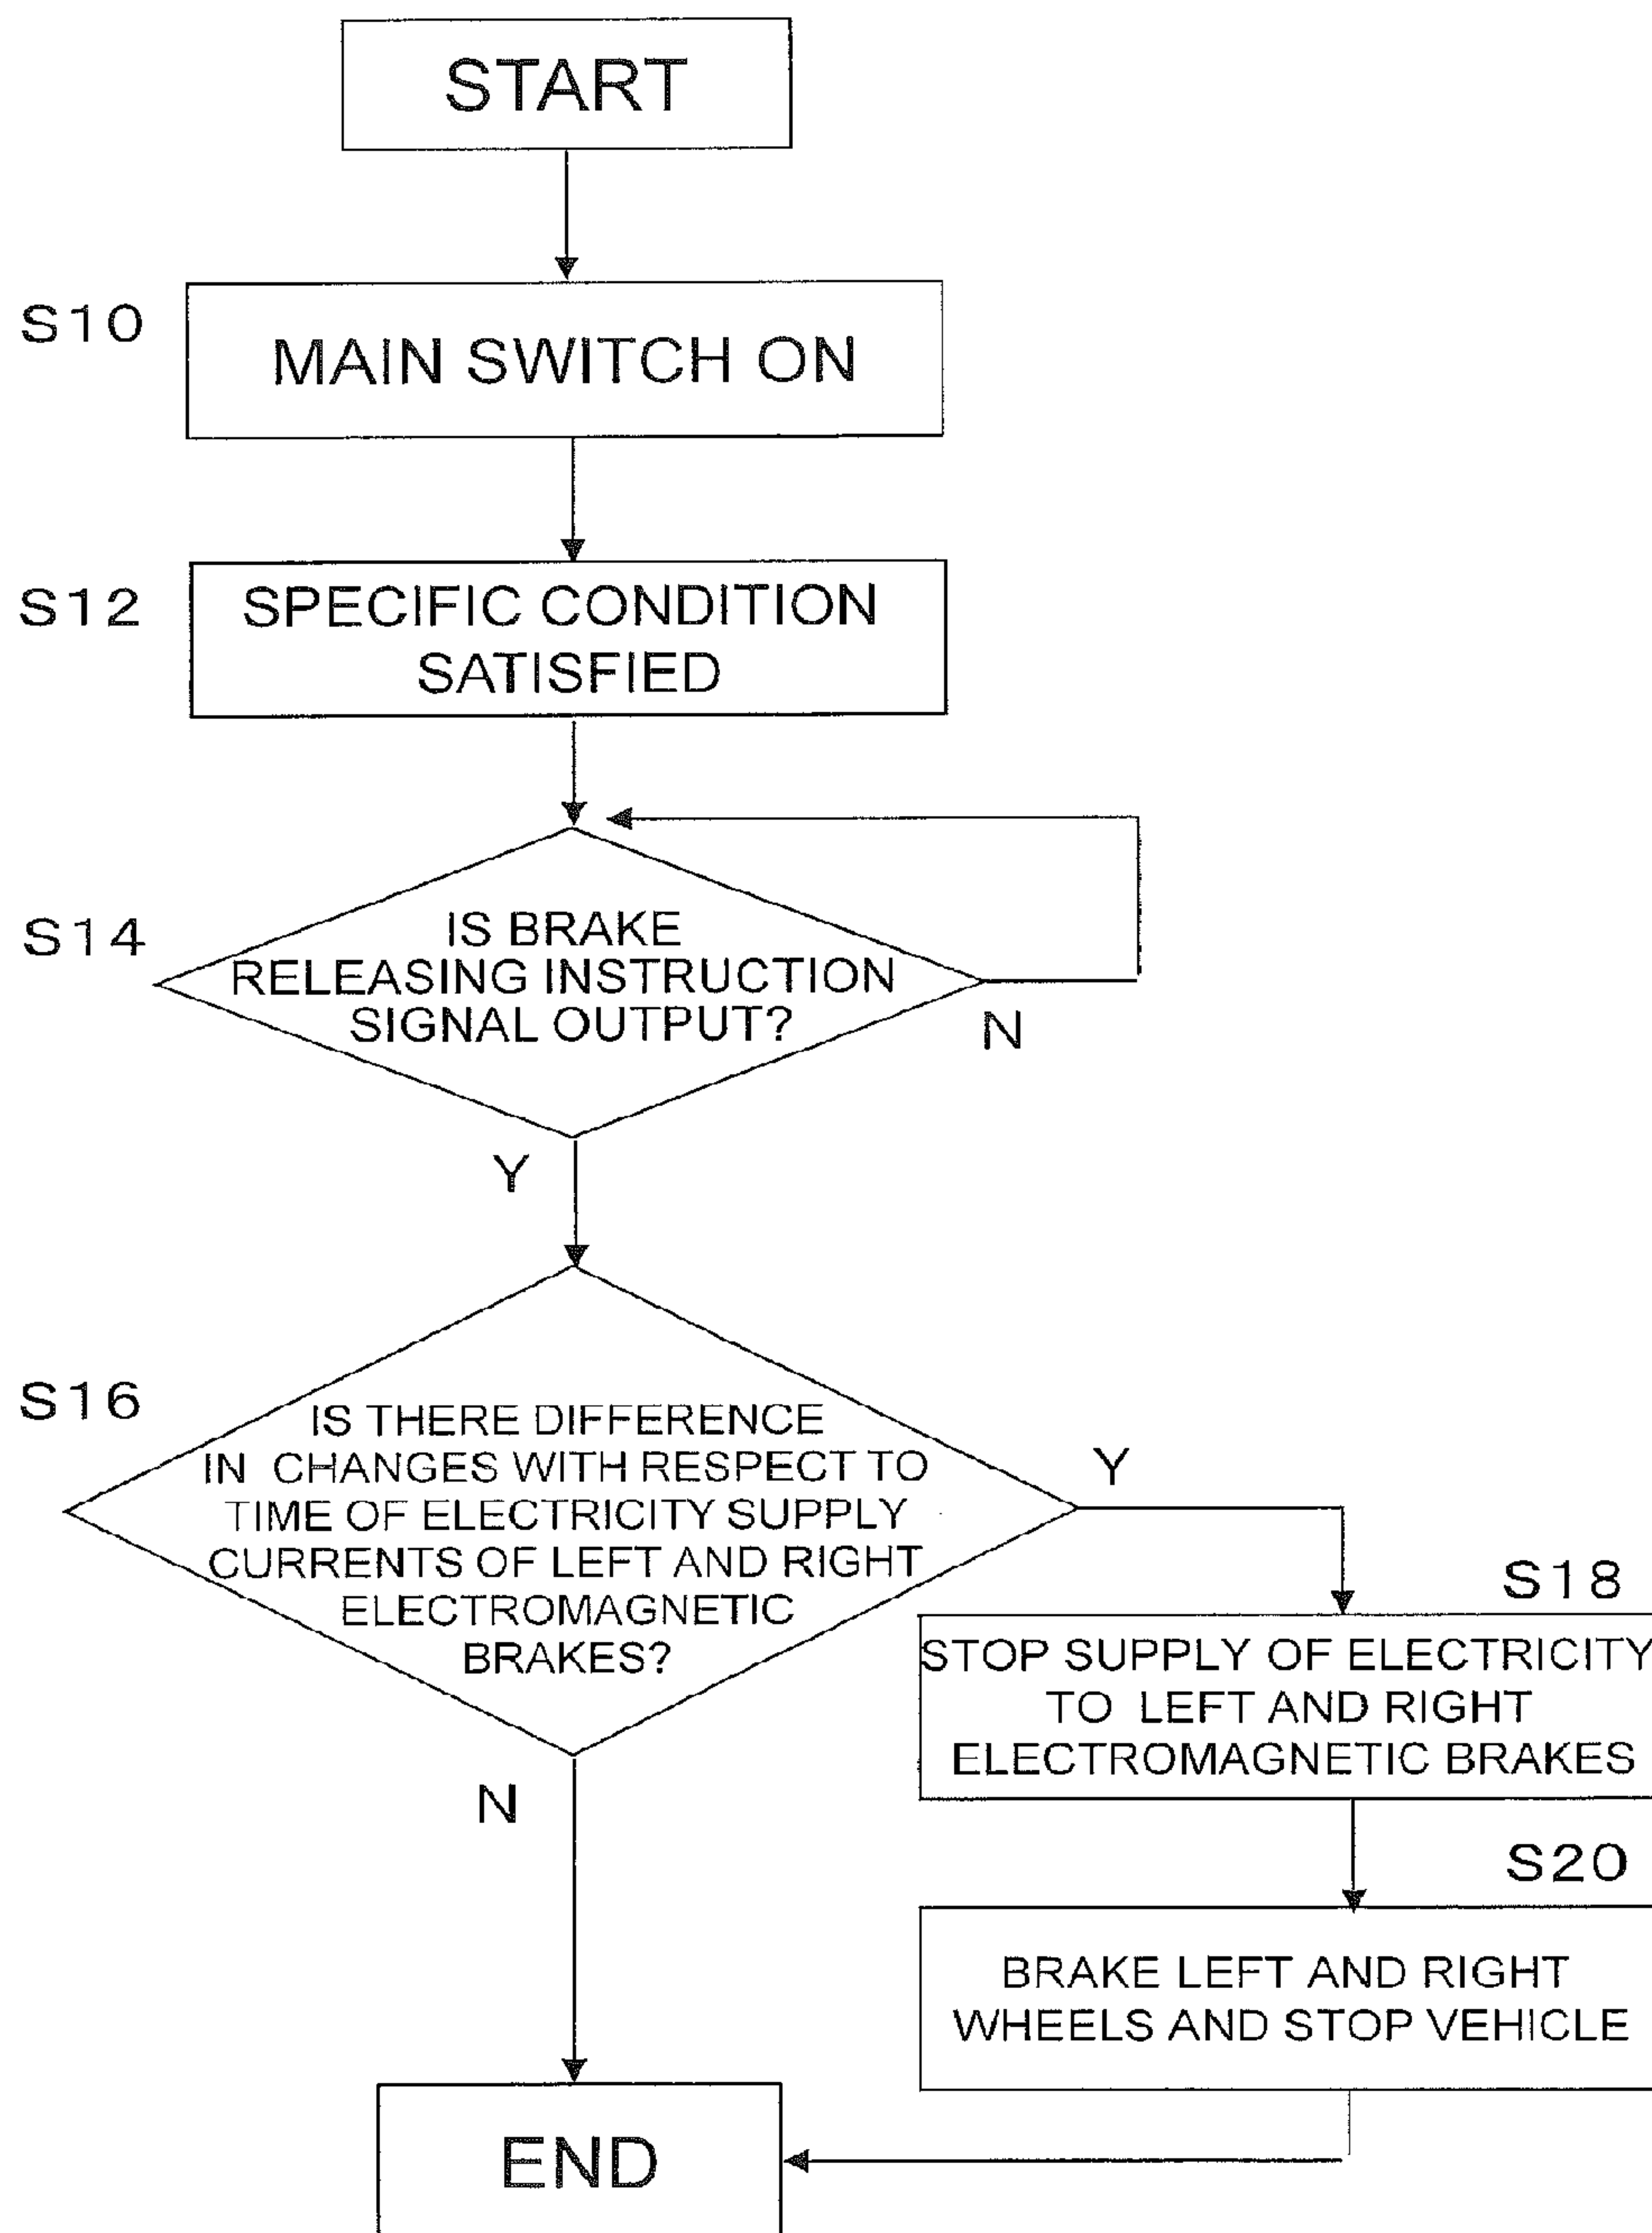 START
S10
MAIN SWITCH ON
S12
SPECIFIC CONDITION
SATISFIED
S14
IS BRAKE
RELEASING INSTRUCTION
SIGNAL OUTPUT?
N
Y
S16
IS THERE DIFFERENCE
IN CHANGES WITH RESPECT TO
TIME OF ELECTRICITY SUPPLY
CURRENTS OF LEFT AND RIGHT
ELECTROMAGNETIC
BRAKES?
Y
N
S18
STOP SUPPLY OF ELECTRICITY
TO LEFT AND RIGHT
ELECTROMAGNETIC BRAKES
S20
BRAKE LEFT AND RIGHT
WHEELS AND STOP VEHICLE
END